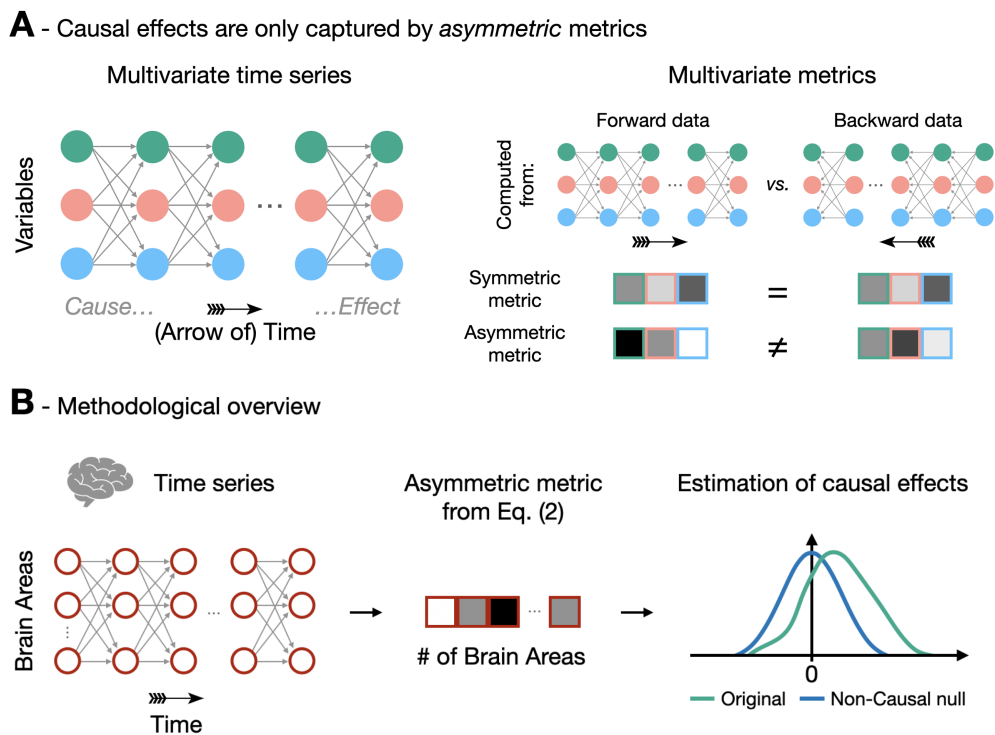 A - Causal effects are only captured by asymmetric metrics
Multivariate time series
Variables
...
Cause...
...Effect
(Arrow of) Time
Multivariate metrics
Computed
from:
Forward data
Backward data
...
vs.
...
Symmetric
metric
=
Asymmetric
metric
≠
B - Methodological overview
Time series
Brain Areas
...
...
Time
Asymmetric metric
from Eq. (2)
...
# of Brain Areas
Estimation of causal effects
0
Original
Non-Causal null